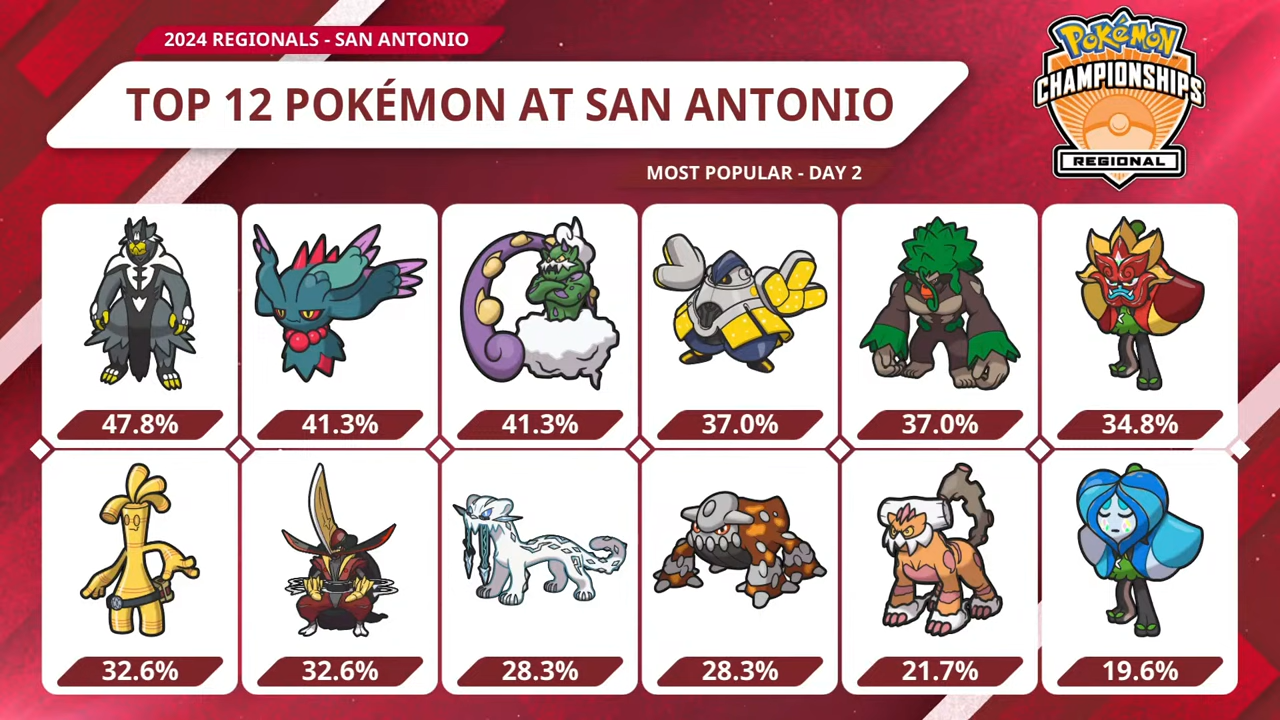 2024 REGIONALS - SAN ANTONIO
TOP 12 POKÉMON AT SAN ANTONIO
POKÉMON
CHAMPIONSHIPS
REGIONAL
MOST POPULAR - DAY 2
47.8%
41.3%
41.3%
37.0%
37.0%
34.8%
32.6%
32.6%
28.3%
28.3%
21.7%
19.6%